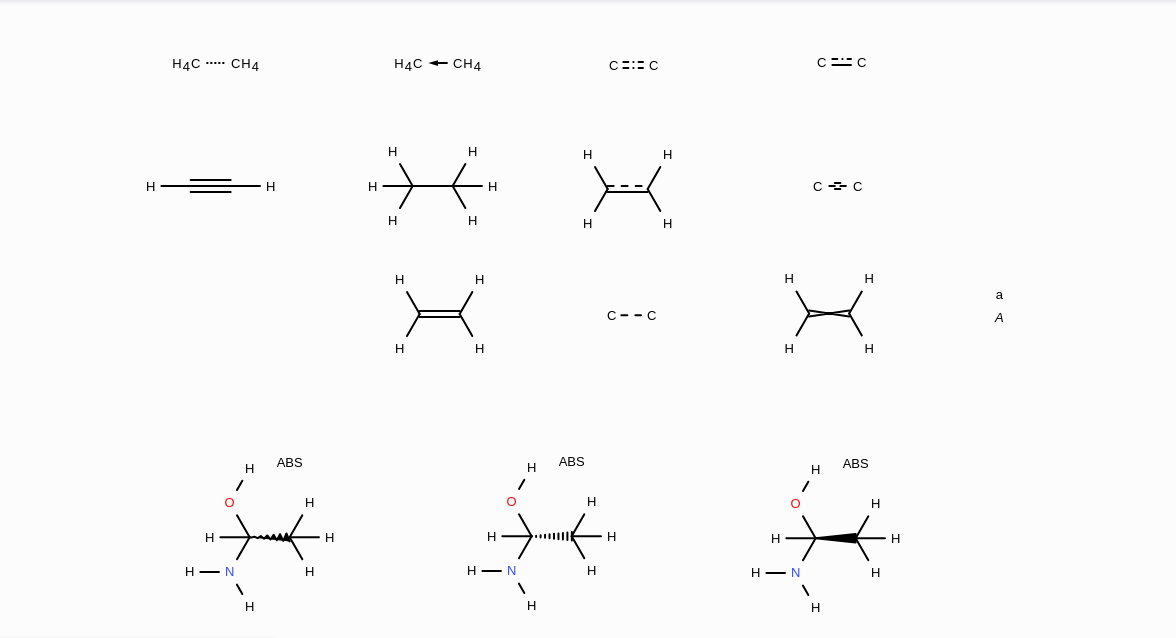 H4C CH4 H4C CH4 C C C C
H H H H
H H H H H C C
H H H H
H H H H a
C C A
H H H H
H ABS H ABS H ABS
O H O H O H
H H H H H H
H N H H N H H N H
H H H